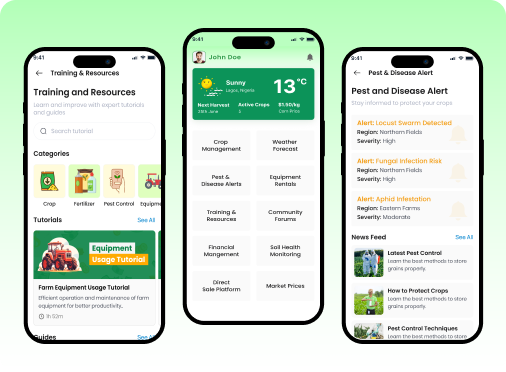 9:41
Training & Resources
Training and Resources
Learn and improve with expert tutorials
and guides
Search tutorial
Categories
Crop
Fertilizer
Pest Control
Equipme
Tutorials
See All
Equipment
Usage Tutorial
Farm Equipment Usage Tutorial
Efficient operation and maintenance of farm
equipment for better productivity..
1h 52m
Guides
See All
9:41
John Doe
Sunny
Lagos, Nigeria
13°C
Next Harvest
25th June
Active Crops
5
$1.50/kg
Corn Price
Crop
Management
Weather
Forecast
Pest &
Disease Alerts
Equipment
Rentals
Training &
Resources
Community
Forums
Financial
Mangement
Soil Health
Monitoring
Direct
Sale Platform
Market Prices
9:41
Pest & Disease Alert
Pest and Disease Alert
Stay informed to protect your crops
Alert: Locust Swarm Detected
Region: Northern Fields
Severity: High
Alert: Fungal Infection Risk
Region: Northern Fields
Severity: High
Alert: Aphid Infestation
Region: Eastern Farms
Severity: Moderate
News Feed
See All
Latest Pest Control
Learn the best methods to store
grains properly.
How to Protect Crops
Learn the best methods to store
grains properly.
Pest Control Techniques
Learn the best methods to store